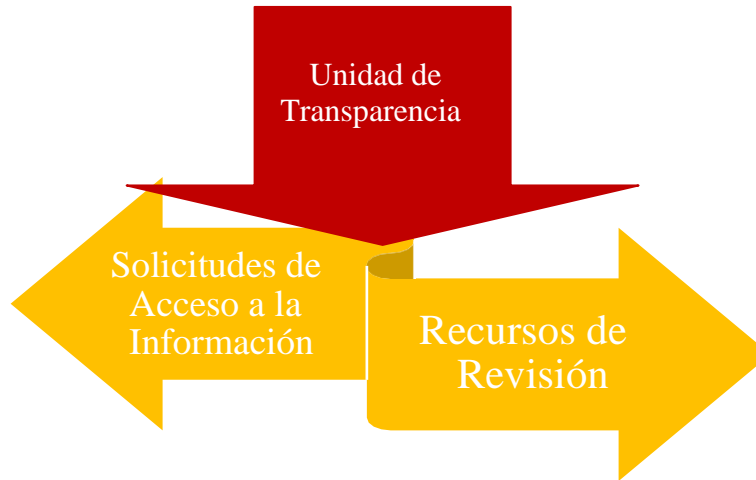 Unidad de
Transparencia
Solicitudes de
Acceso a la
Información
Recursos de
Revisión